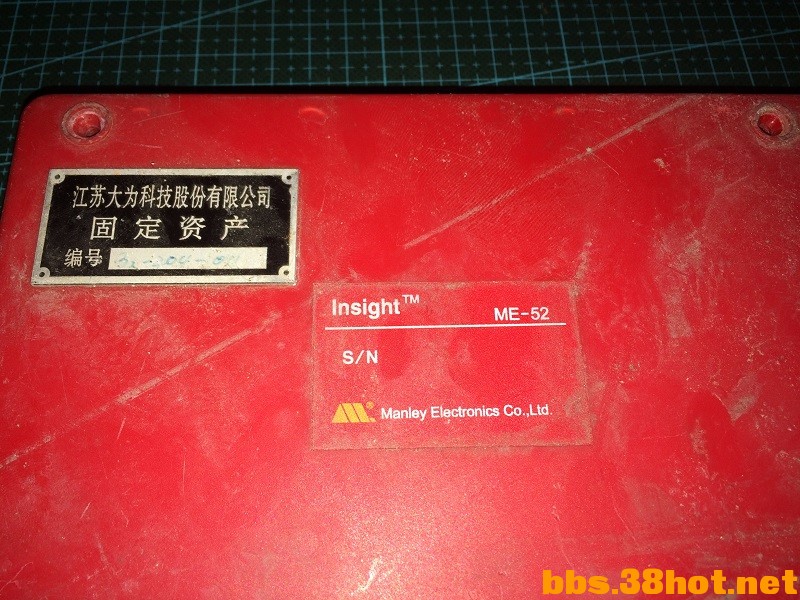 江苏大为科技股份有限公司
固定资产
编号
Insight™
ME-52
S/N
Manley Electronics Co.,Ltd.
bbs.38hot.net